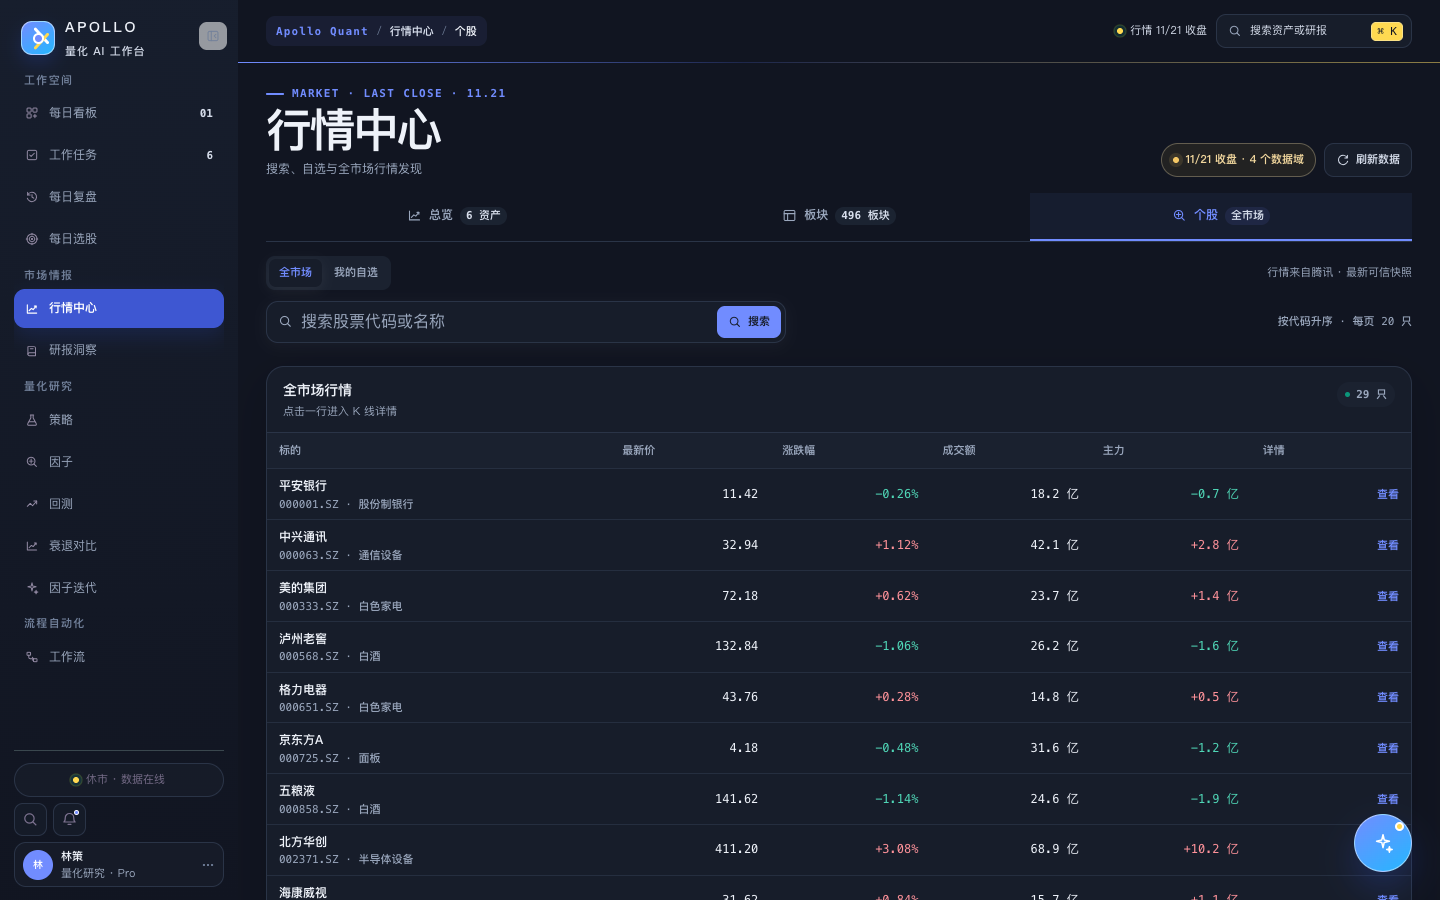 APOLLO
量化 AI 工作台
工作空间
每日看板 01
工作任务 6
每日复盘
每日选股
市场情报
行情中心
研报洞察
量化研究
策略
因子
回测
衰退对比
因子迭代
流程自动化
工作流
休市 · 数据在线
林
林策
量化研究 · Pro
Apollo Quant / 行情中心 / 个股
行情 11/21 收盘
搜索资产或研报
⌘ K
MARKET · LAST CLOSE · 11.21
行情中心
搜索、自选与全市场行情发现
11/21 收盘 · 4 个数据域
刷新数据
总览 6 资产
板块 496 板块
个股 全市场
全市场 我的自选
行情来自腾讯 · 最新可信快照
搜索股票代码或名称
搜索
按代码升序 · 每页 20 只
全市场行情
点击一行进入 K 线详情
29 只
标的 最新价 涨跌幅 成交额 主力 详情
平安银行
000001.SZ · 股份制银行
11.42 -0.26% 18.2 亿 -0.7 亿 查看
中兴通讯
000063.SZ · 通信设备
32.94 +1.12% 42.1 亿 +2.8 亿 查看
美的集团
000333.SZ · 白色家电
72.18 +0.62% 23.7 亿 +1.4 亿 查看
泸州老窖
000568.SZ · 白酒
132.84 -1.06% 26.2 亿 -1.6 亿 查看
格力电器
000651.SZ · 白色家电
43.76 +0.28% 14.8 亿 +0.5 亿 查看
京东方A
000725.SZ · 面板
4.18 -0.48% 31.6 亿 -1.2 亿 查看
五粮液
000858.SZ · 白酒
141.62 -1.14% 24.6 亿 -1.9 亿 查看
北方华创
002371.SZ · 半导体设备
411.20 +3.08% 68.9 亿 +10.2 亿
海康威视
31.62 +0.84% 15.7 亿 +1.1 亿 查看